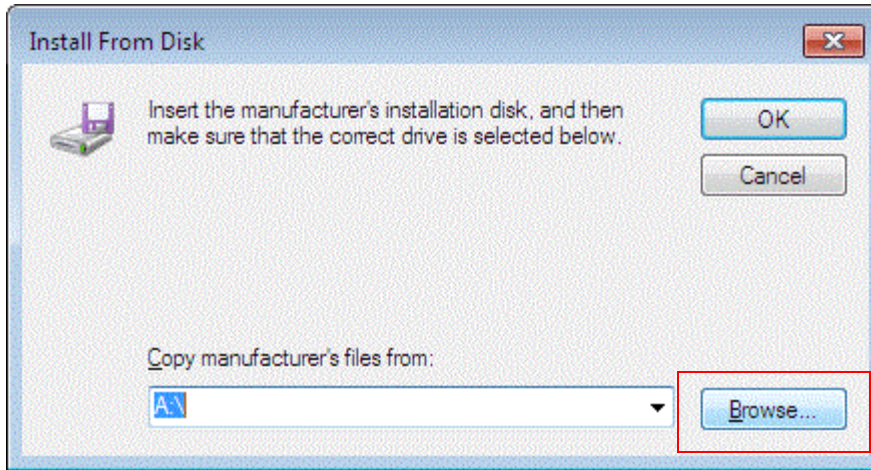 Install From Disk
Insert the manufacturer's installation disk, and then
make sure that the correct drive is selected below.
OK
Cancel
Copy manufacturer's files from:
A:\
Browse...